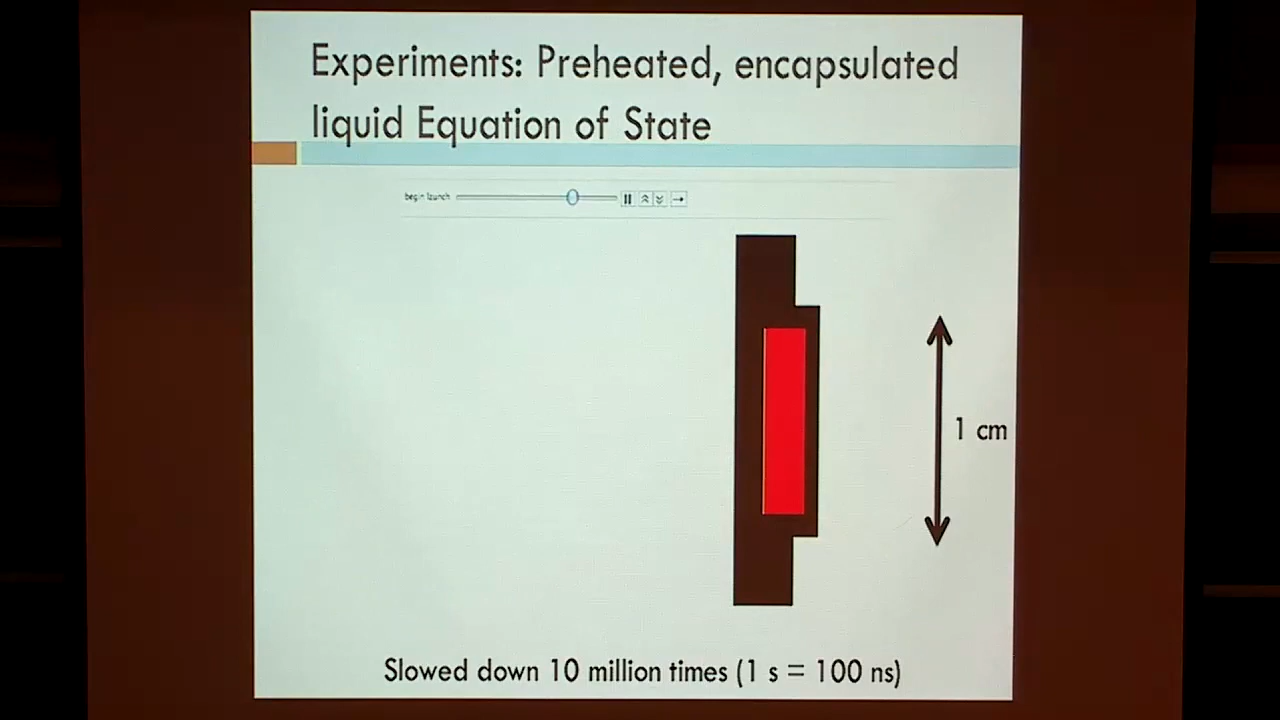 Experiments: Preheated, encapsulated
liquid Equation of State
begin launch
1 cm
Slowed down 10 million times (1 s = 100 ns)